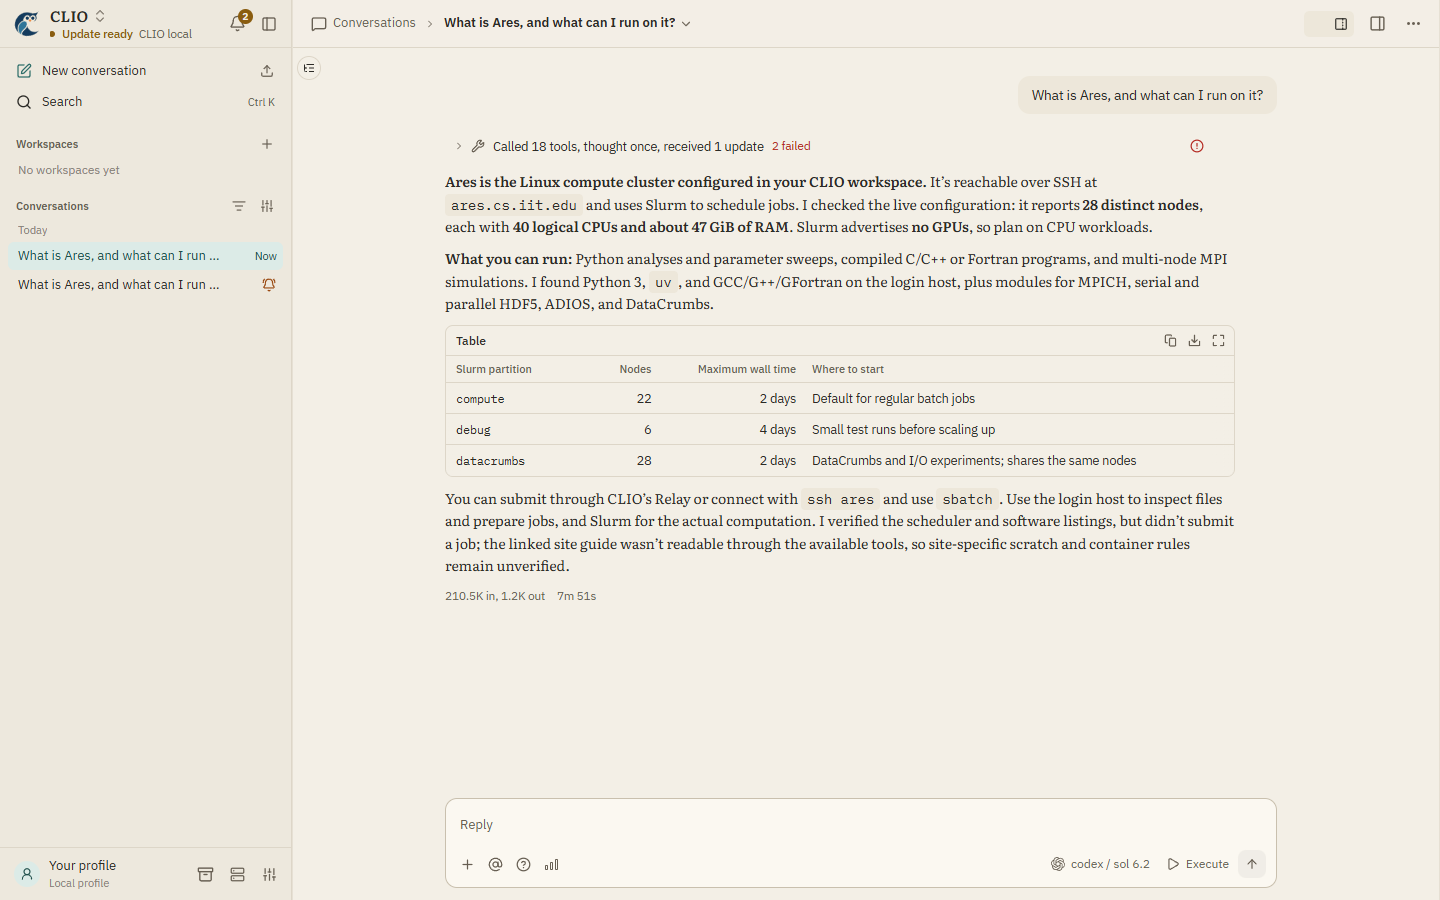 CLIO
2
Update ready CLIO local
New conversation
Search Ctrl K
Workspaces
No workspaces yet
Conversations
Today
What is Ares, and what can I run ... Now
What is Ares, and what can I run ...
Your profile
Local profile
Conversations > What is Ares, and what can I run on it?
What is Ares, and what can I run on it?
Called 18 tools, thought once, received 1 update 2 failed
Ares is the Linux compute cluster configured in your CLIO workspace. It’s reachable over SSH at
ares.cs.iit.edu and uses Slurm to schedule jobs. I checked the live configuration: it reports 28 distinct nodes,
each with 40 logical CPUs and about 47 GiB of RAM. Slurm advertises no GPUs, so plan on CPU workloads.
What you can run: Python analyses and parameter sweeps, compiled C/C++ or Fortran programs, and multi-node MPI
simulations. I found Python 3, uv, and GCC/G++/GFortran on the login host, plus modules for MPICH, serial and
parallel HDF5, ADIOS, and DataCrumbs.
Table
Slurm partition Nodes Maximum wall time Where to start
compute 22 2 days Default for regular batch jobs
debug 6 4 days Small test runs before scaling up
datacrumbs 28 2 days DataCrumbs and I/O experiments; shares the same nodes
You can submit through CLIO’s Relay or connect with ssh ares and use sbatch. Use the login host to inspect files
and prepare jobs, and Slurm for the actual computation. I verified the scheduler and software listings, but didn’t submit
a job; the linked site guide wasn’t readable through the available tools, so site-specific scratch and container rules
remain unverified.
210.5K in, 1.2K out 7m 51s
Reply
codex / sol 6.2 Execute